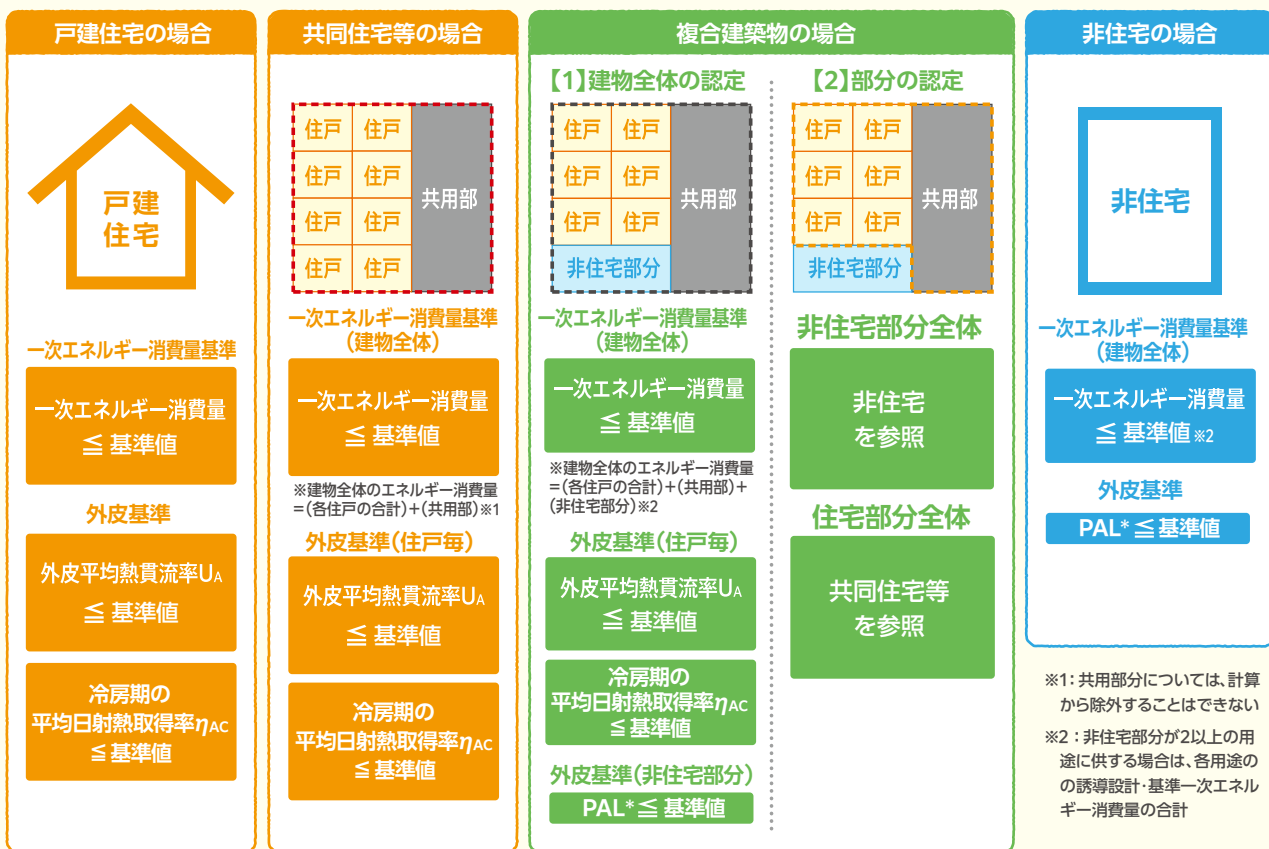 戸建住宅の場合
戸建
住宅
一次エネルギー消費量基準
一次エネルギー消費量
≦ 基準値
外皮基準
外皮平均熱貫流率UA
≦ 基準値
冷房期の
平均日射熱取得率ηAC
≦ 基準値
共同住宅等の場合
住戸 住戸
住戸 住戸
住戸 住戸
住戸 住戸
共用部
一次エネルギー消費量基準
(建物全体)
一次エネルギー消費量
≦ 基準値
※建物全体のエネルギー消費量
=(各住戸の合計)+(共用部)※1
外皮基準(住戸毎)
外皮平均熱貫流率UA
≦ 基準値
冷房期の
平均日射熱取得率ηAC
≦ 基準値
複合建築物の場合
【1】建物全体の認定
住戸 住戸
住戸 住戸
住戸 住戸
共用部
非住宅部分
一次エネルギー消費量基準
(建物全体)
一次エネルギー消費量
≦ 基準値
※建物全体のエネルギー消費量
=(各住戸の合計)+(共用部)+
(非住宅部分)※2
外皮基準(住戸毎)
外皮平均熱貫流率UA
≦ 基準値
冷房期の
平均日射熱取得率ηAC
≦ 基準値
外皮基準(非住宅部分)
PAL*≦ 基準値
【2】部分の認定
住戸 住戸
住戸 住戸
住戸 住戸
共用部
非住宅部分
非住宅部分全体
非住宅
を参照
住宅部分全体
共同住宅等
を参照
非住宅の場合
非住宅
一次エネルギー消費量基準
(建物全体)
一次エネルギー消費量
≦ 基準値※2
外皮基準
PAL*≦基準値
※1:共用部分については、計算
から除外することはできない
※2:非住宅部分が2以上の用
途に供する場合は、各用途の
の誘導設計・基準一次エネル
ギー消費量の合計